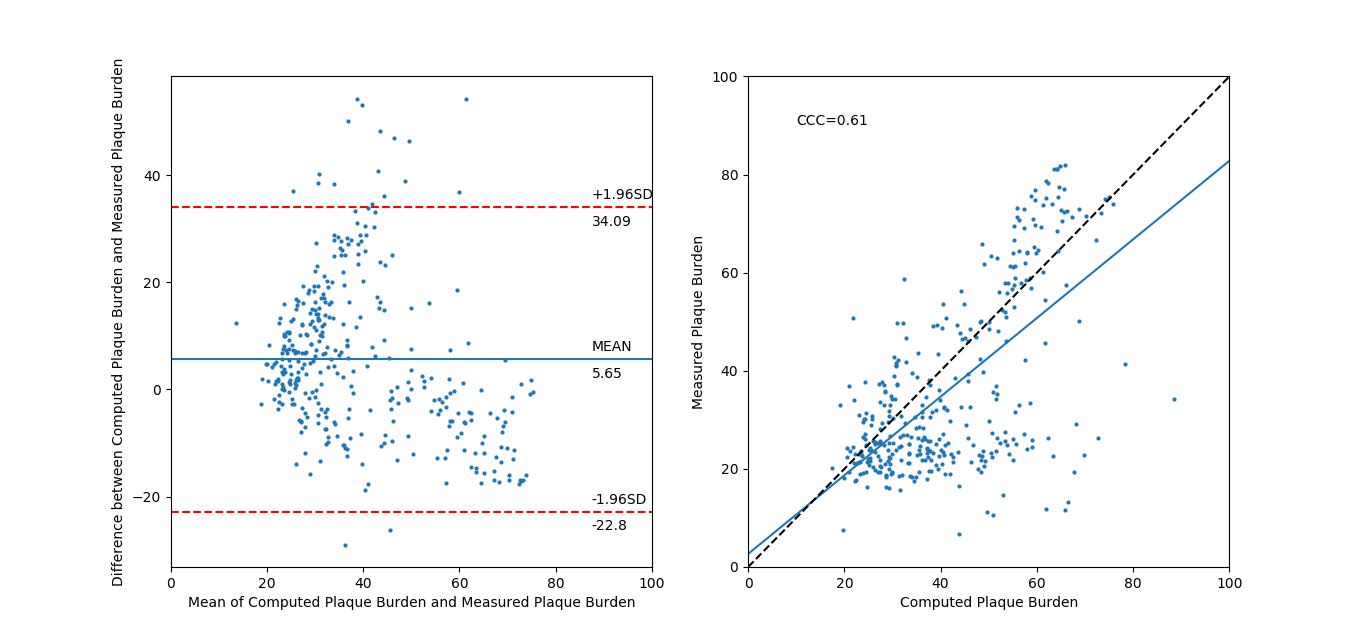 Difference between Computed Plaque Burden and Measured Plaque Burden
40
20
0
−20
+1.96SD
34.09
MEAN
5.65
-1.96SD
-22.8
0 20 40 60 80 100
Mean of Computed Plaque Burden and Measured Plaque Burden
Measured Plaque Burden
100
80
60
40
20
0
CCC=0.61
0 20 40 60 80 100
Computed Plaque Burden